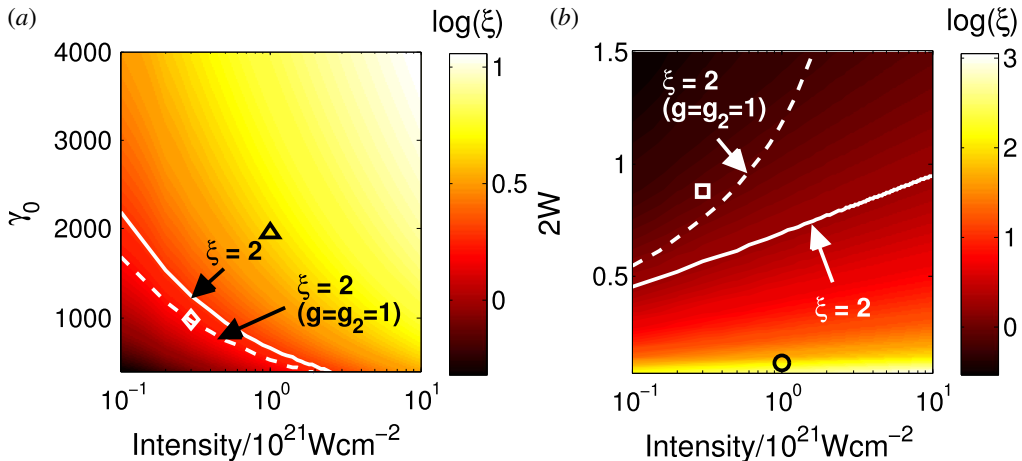 (a)
log(ξ)
4000
3000
2000
1000
γ₀
ξ = 2
ξ = 2
(g=g₂=1)
10⁻¹
10⁰
10¹
Intensity/10²¹Wcm⁻²
1
0.5
0
(b)
log(ξ)
1.5
1
0.5
2W
ξ = 2
(g=g₂=1)
ξ = 2
10⁻¹
10⁰
10¹
Intensity/10²¹Wcm⁻²
3
2
1
0